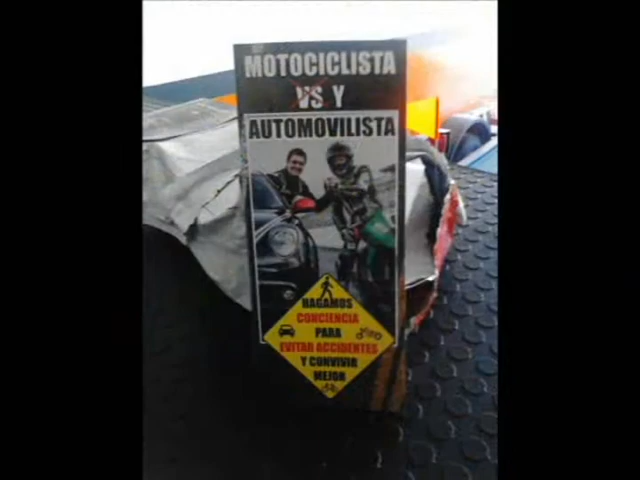 MOTOCICLISTA
VS Y
AUTOMOVILISTA
HAGAMOS
CONCIENCIA
PARA
EVITAR ACCIDENTES
Y CONVIVIR
MEJOR